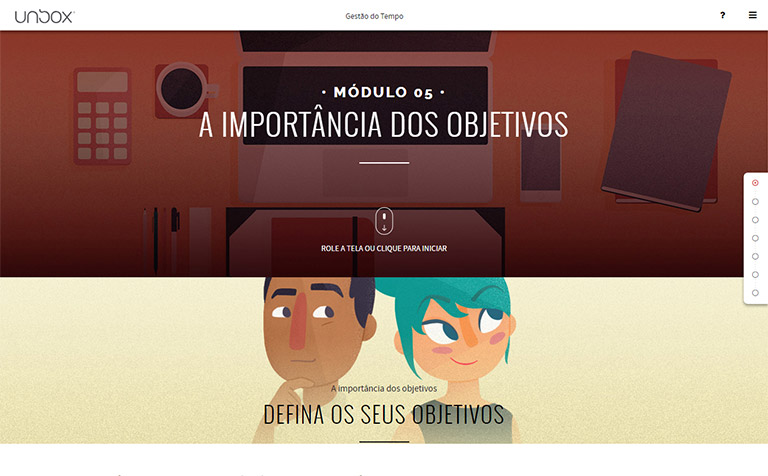 unbox
Gestão do Tempo
?
• MÓDULO 05 •
A IMPORTÂNCIA DOS OBJETIVOS
ROLE A TELA OU CLIQUE PARA INICIAR
A importância dos objetivos
DEFINA OS SEUS OBJETIVOS